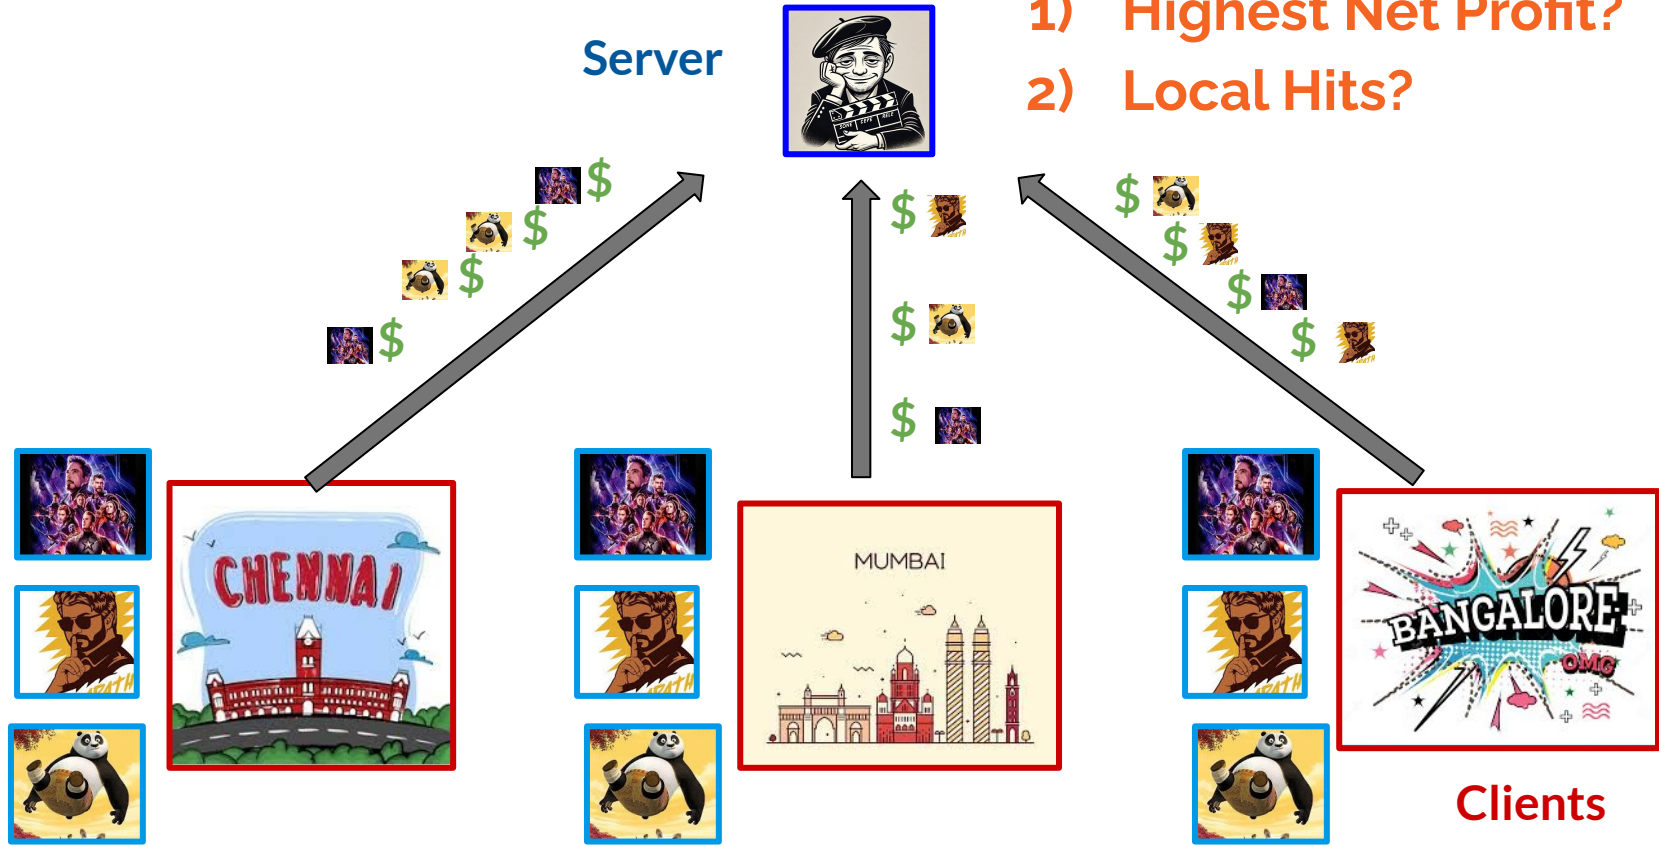 1) Highest Net Profit?
Server
2) Local Hits?
$
$
$
$
$
$
$
$
$
$
$
CHENNAI
MUMBAI
BANGALORE
OMG
Clients